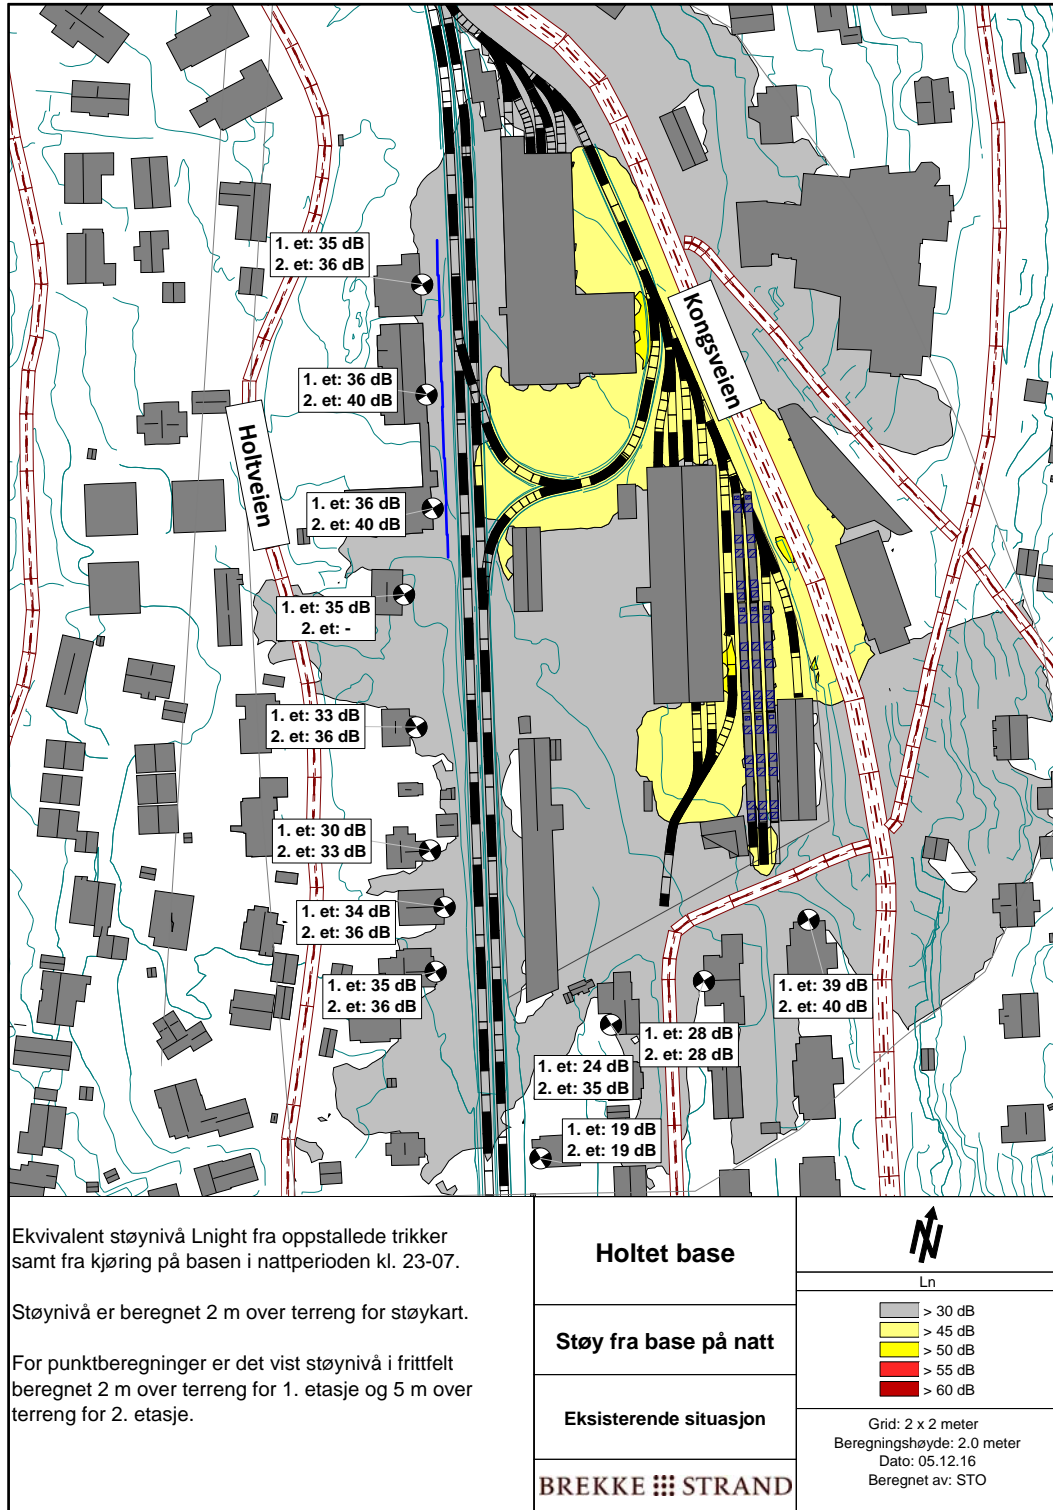 1. et: 35 dB
2. et: 36 dB
Kongsveien
1. et: 36 dB
2. et: 40 dB
Holtveien
1. et: 36 dB
2. et: 40 dB
1. et: 35 dB
2. et: -
1. et: 33 dB
2. et: 36 dB
1. et: 30 dB
2. et: 33 dB
1. et: 34 dB
2. et: 36 dB
1. et: 35 dB
2. et: 36 dB
1. et: 39 dB
2. et: 40 dB
1. et: 28 dB
2. et: 28 dB
1. et: 24 dB
2. et: 35 dB
1. et: 19 dB
2. et: 19 dB
Ekvivalent støynivå Lnight fra oppstallede trikker
samt fra kjøring på basen i nattperioden kl. 23-07.
Støynivå er beregnet 2 m over terreng for støykart.
For punktberegninger er det vist støynivå i frittfelt
beregnet 2 m over terreng for 1. etasje og 5 m over
terreng for 2. etasje.
Holtet base
Støy fra base på natt
Eksisterende situasjon
BREKKE STRAND
N
Ln
> 30 dB
> 45 dB
> 50 dB
> 55 dB
> 60 dB
Grid: 2 x 2 meter
Beregningshøyde: 2.0 meter
Dato: 05.12.16
Beregnet av: STO